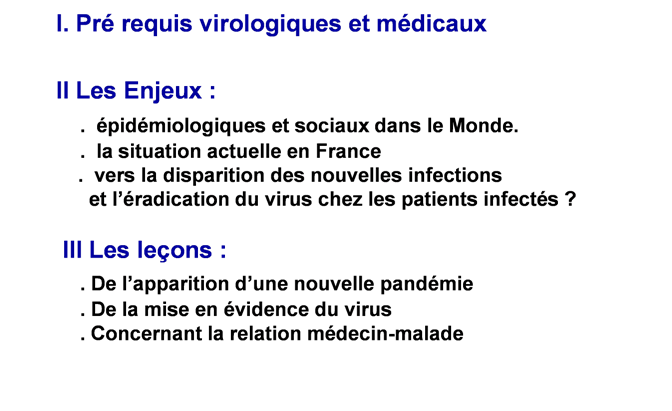 I. Pré requis virologiques et médicaux
II Les Enjeux :
. épidémiologiques et sociaux dans le Monde.
. la situation actuelle en France
. vers la disparition des nouvelles infections
et l’éradication du virus chez les patients infectés ?
III Les leçons :
. De l’apparition d’une nouvelle pandémie
. De la mise en évidence du virus
. Concernant la relation médecin-malade